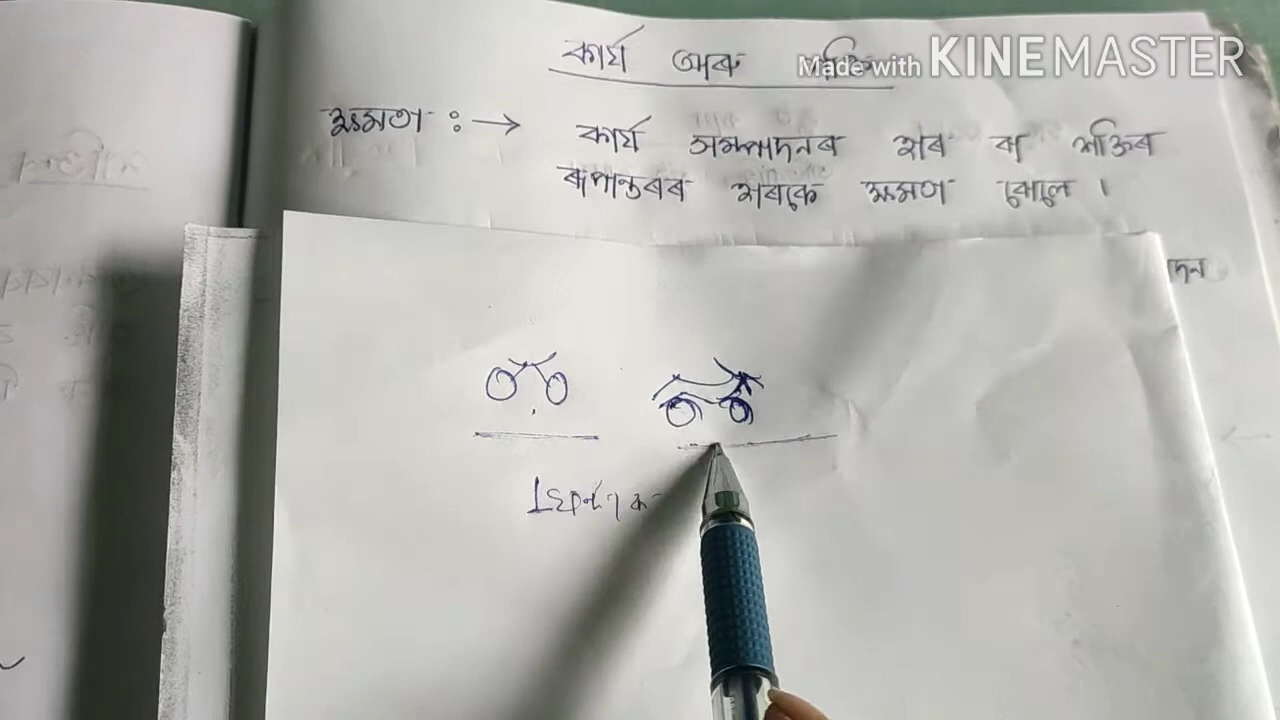 কাৰ্য আৰু
Made with KINEMASTER
ক্ষমতা : → কাৰ্য সম্পাদনৰ হাৰ বা শক্তিৰ
ৰূপান্তৰৰ হাৰকে ক্ষমতা বোলে ।